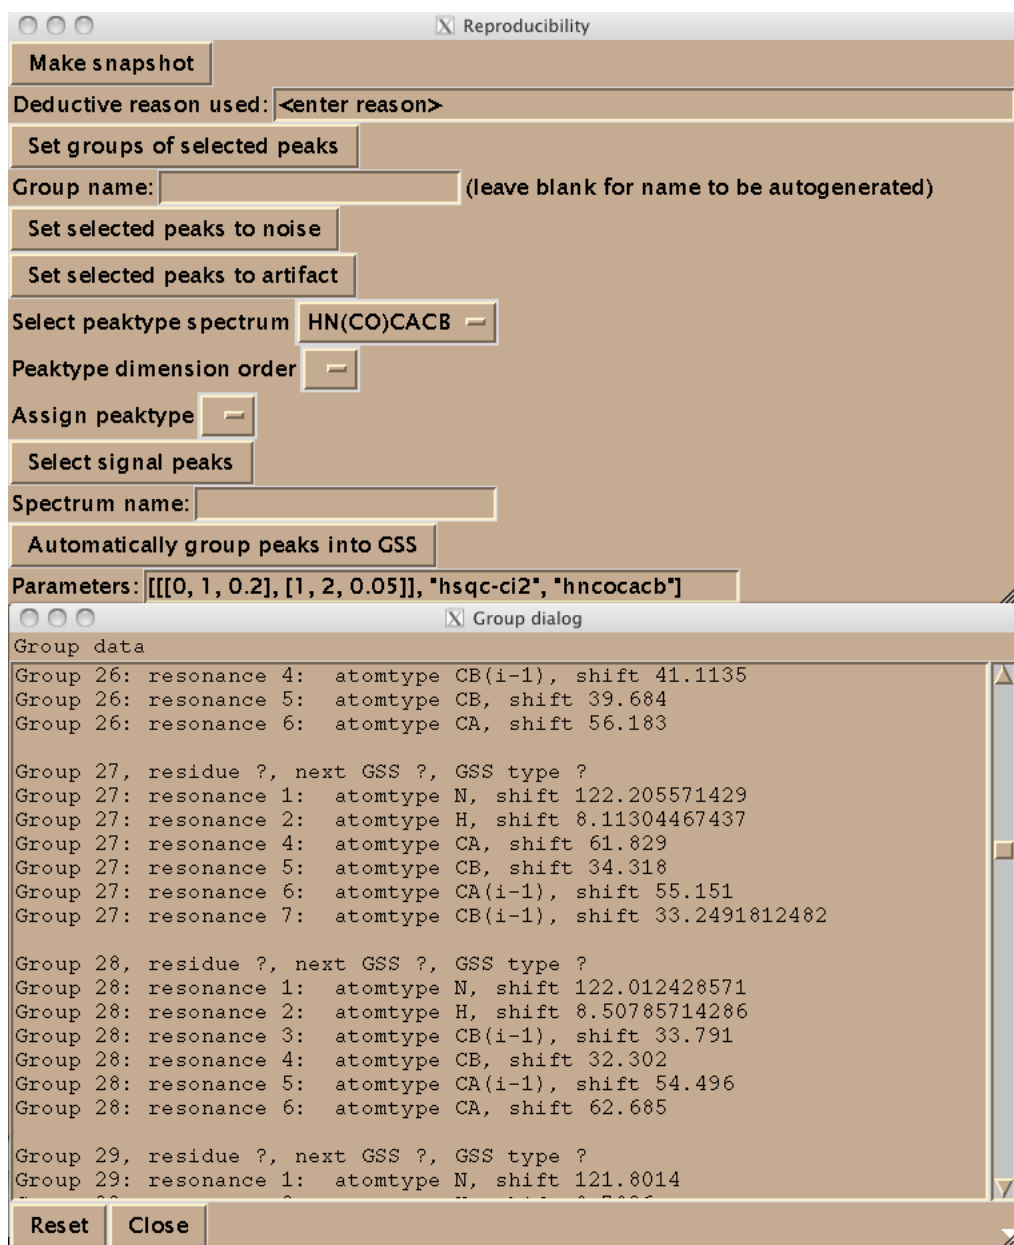 Reproducibility
Make snapshot
Deductive reason used: <enter reason>
Set groups of selected peaks
Group name: (leave blank for name to be autogenerated)
Set selected peaks to noise
Set selected peaks to artifact
Select peaktype spectrum HN(CO)CACB
Peaktype dimension order
Assign peaktype
Select signal peaks
Spectrum name:
Automatically group peaks into GSS
Parameters: [[[0, 1, 0.2], [1, 2, 0.05]], "hsqc-ci2", "hncocacb"]
Group dialog
Group data
Group 26: resonance 4: atomtype CB(i-1), shift 41.1135
Group 26: resonance 5: atomtype CB, shift 39.684
Group 26: resonance 6: atomtype CA, shift 56.183
Group 27, residue ?, next GSS ?, GSS type ?
Group 27: resonance 1: atomtype N, shift 122.205571429
Group 27: resonance 2: atomtype H, shift 8.11304467437
Group 27: resonance 4: atomtype CA, shift 61.829
Group 27: resonance 5: atomtype CB, shift 34.318
Group 27: resonance 6: atomtype CA(i-1), shift 55.151
Group 27: resonance 7: atomtype CB(i-1), shift 33.2491812482
Group 28, residue ?, next GSS ?, GSS type ?
Group 28: resonance 1: atomtype N, shift 122.012428571
Group 28: resonance 2: atomtype H, shift 8.50785714286
Group 28: resonance 3: atomtype CB(i-1), shift 33.791
Group 28: resonance 4: atomtype CB, shift 32.302
Group 28: resonance 5: atomtype CA(i-1), shift 54.496
Group 28: resonance 6: atomtype CA, shift 62.685
Group 29, residue ?, next GSS ?, GSS type ?
Group 29: resonance 1: atomtype N, shift 121.8014
Reset Close